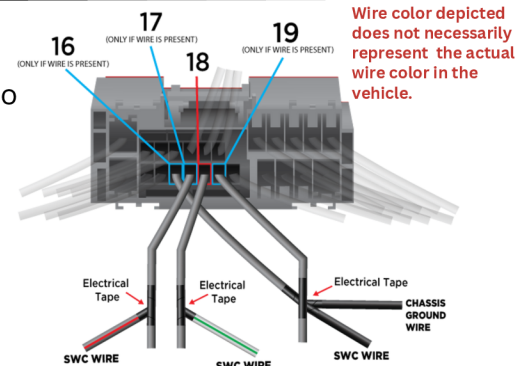 Wire color depicted
does not necessarily
represent the actual
wire color in the
vehicle.
17
(ONLY IF WIRE IS PRESENT)
19
(ONLY IF WIRE IS PRESENT)
16
(ONLY IF WIRE IS PRESENT)
18
O
Electrical
Tape
Electrical
Tape
Electrical Tape
CHASSIS
GROUND
WIRE
SWC WIRE
SWC WIRE
SWC WIRE